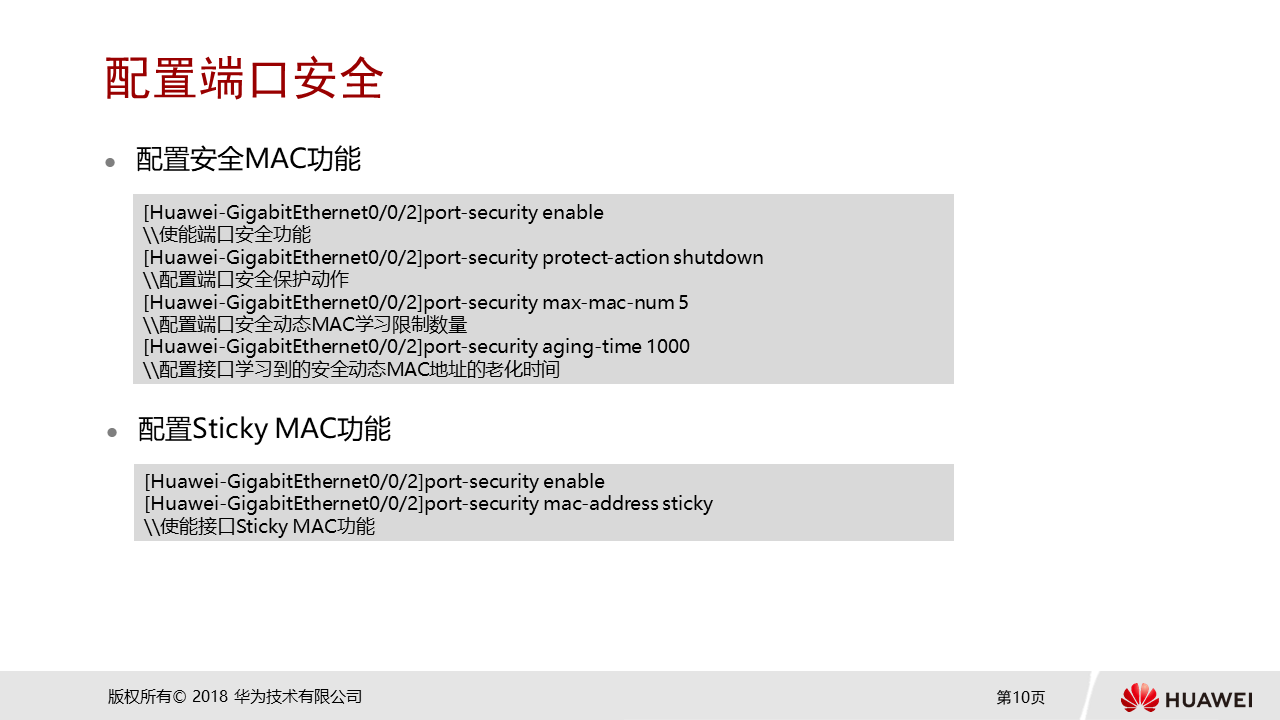 配置端口安全
配置安全MAC功能
[Huawei-GigabitEthernet0/0/2]port-security enable
\\使能端口安全功能
[Huawei-GigabitEthernet0/0/2]port-security protect-action shutdown
\\配置端口安全保护动作
[Huawei-GigabitEthernet0/0/2]port-security max-mac-num 5
\\配置端口安全动态MAC学习限制数量
[Huawei-GigabitEthernet0/0/2]port-security aging-time 1000
\\配置接口学习到的安全动态MAC地址的老化时间
配置Sticky MAC功能
[Huawei-GigabitEthernet0/0/2]port-security enable
[Huawei-GigabitEthernet0/0/2]port-security mac-address sticky
\\使能接口Sticky MAC功能
版权所有© 2018 华为技术有限公司
第10页
HUAWEI